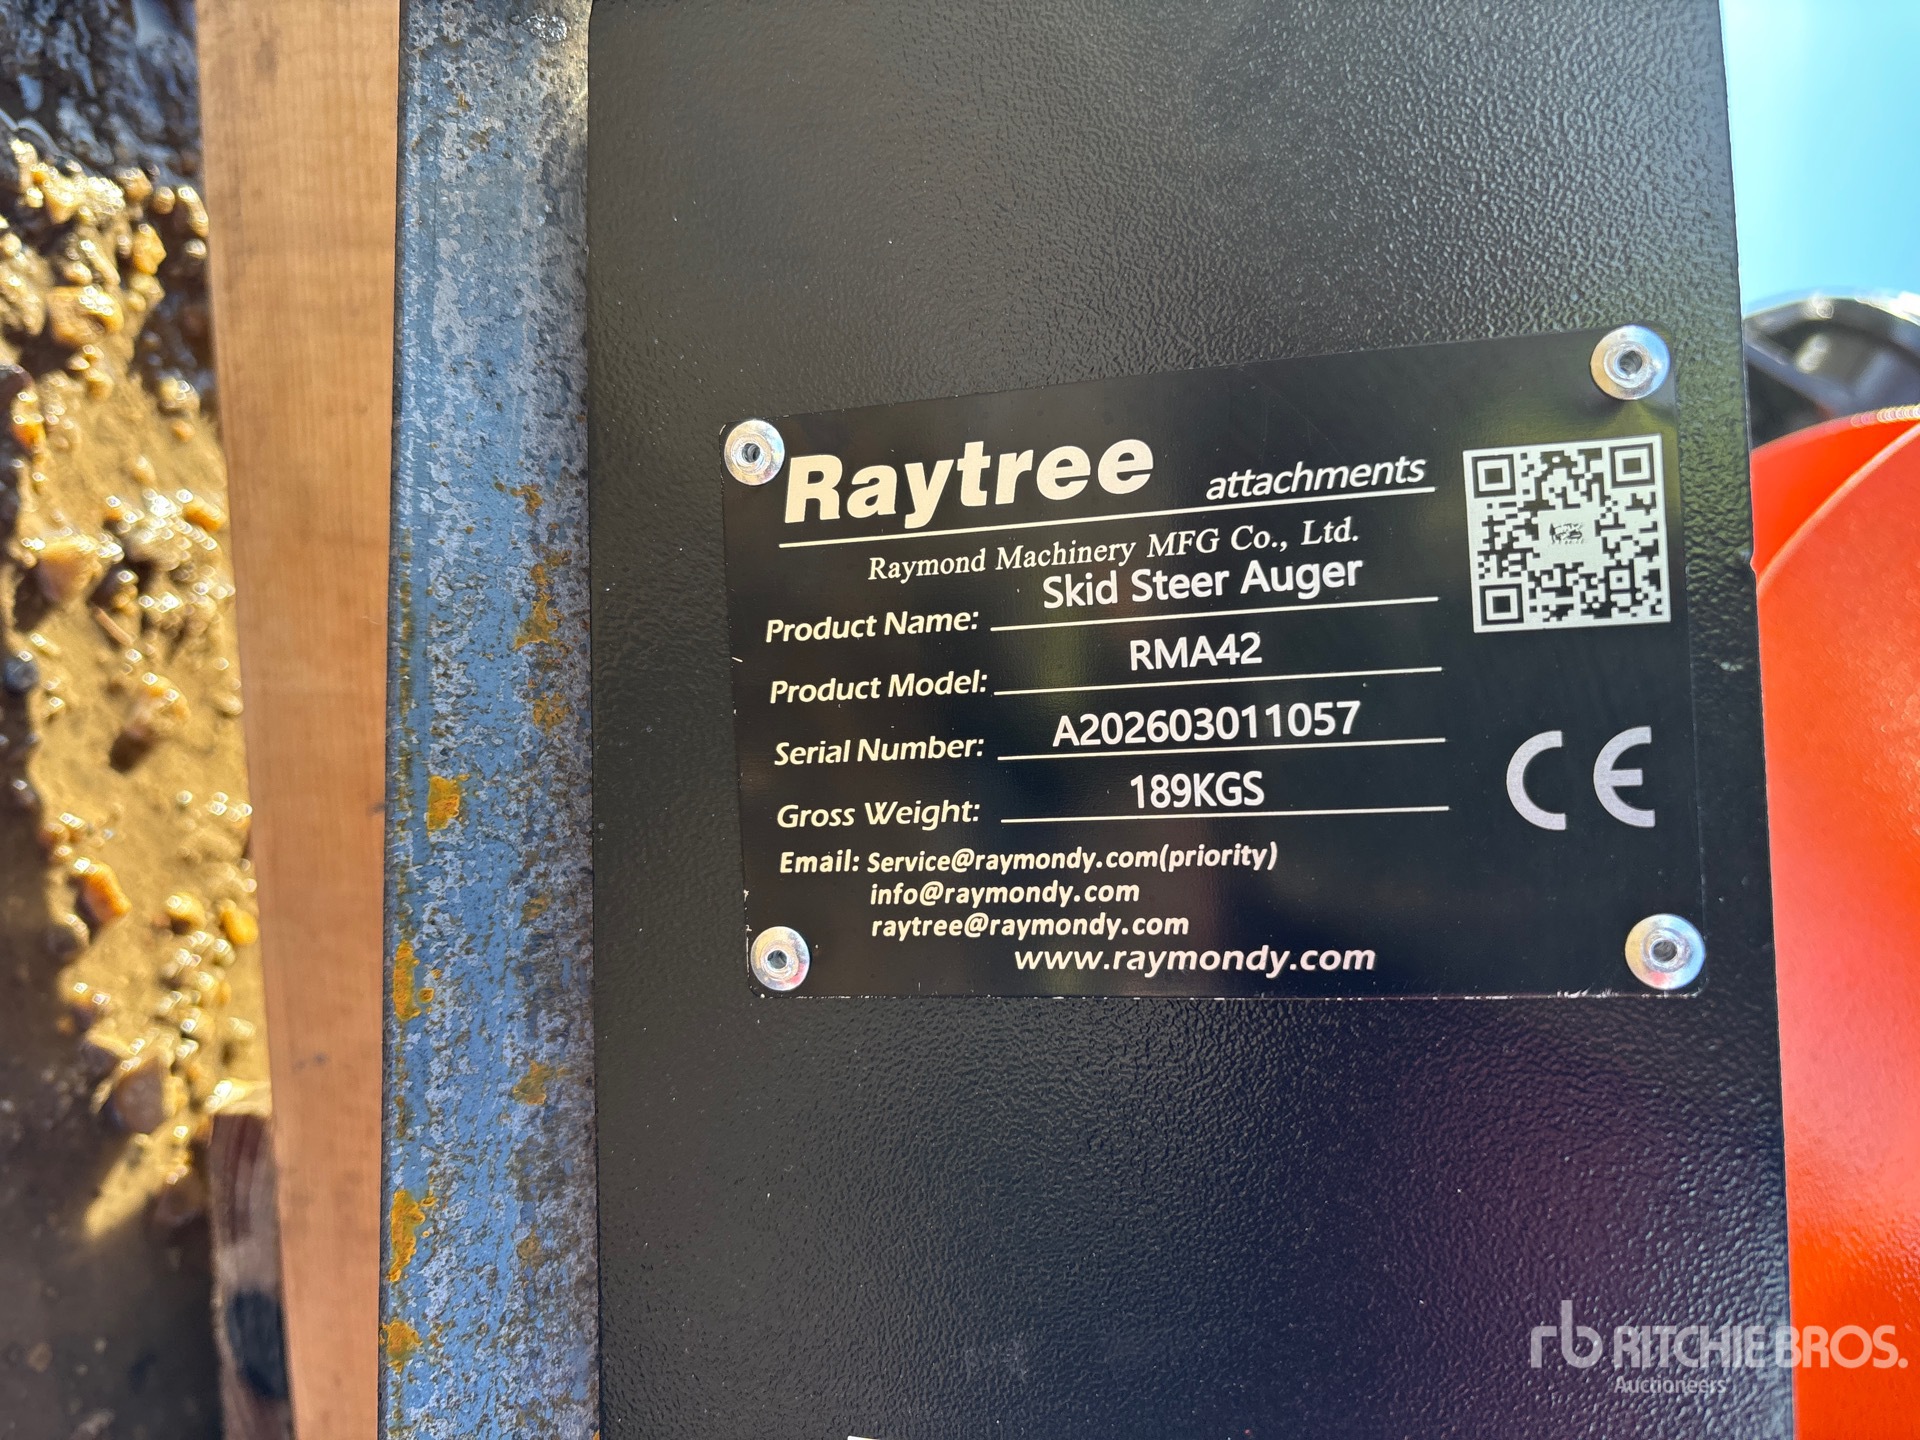 Raytree attachments
Raymond Machinery MFG Co., Ltd.
Product Name: Skid Steer Auger
Product Model: RMA42
Serial Number: A202603011057
Gross Weight: 189KGS
CE
Email: Service@raymondy.com(priority)
info@raymondy.com
raytree@raymondy.com
www.raymondy.com
rb RITCHIE BROS.
Auctioneers